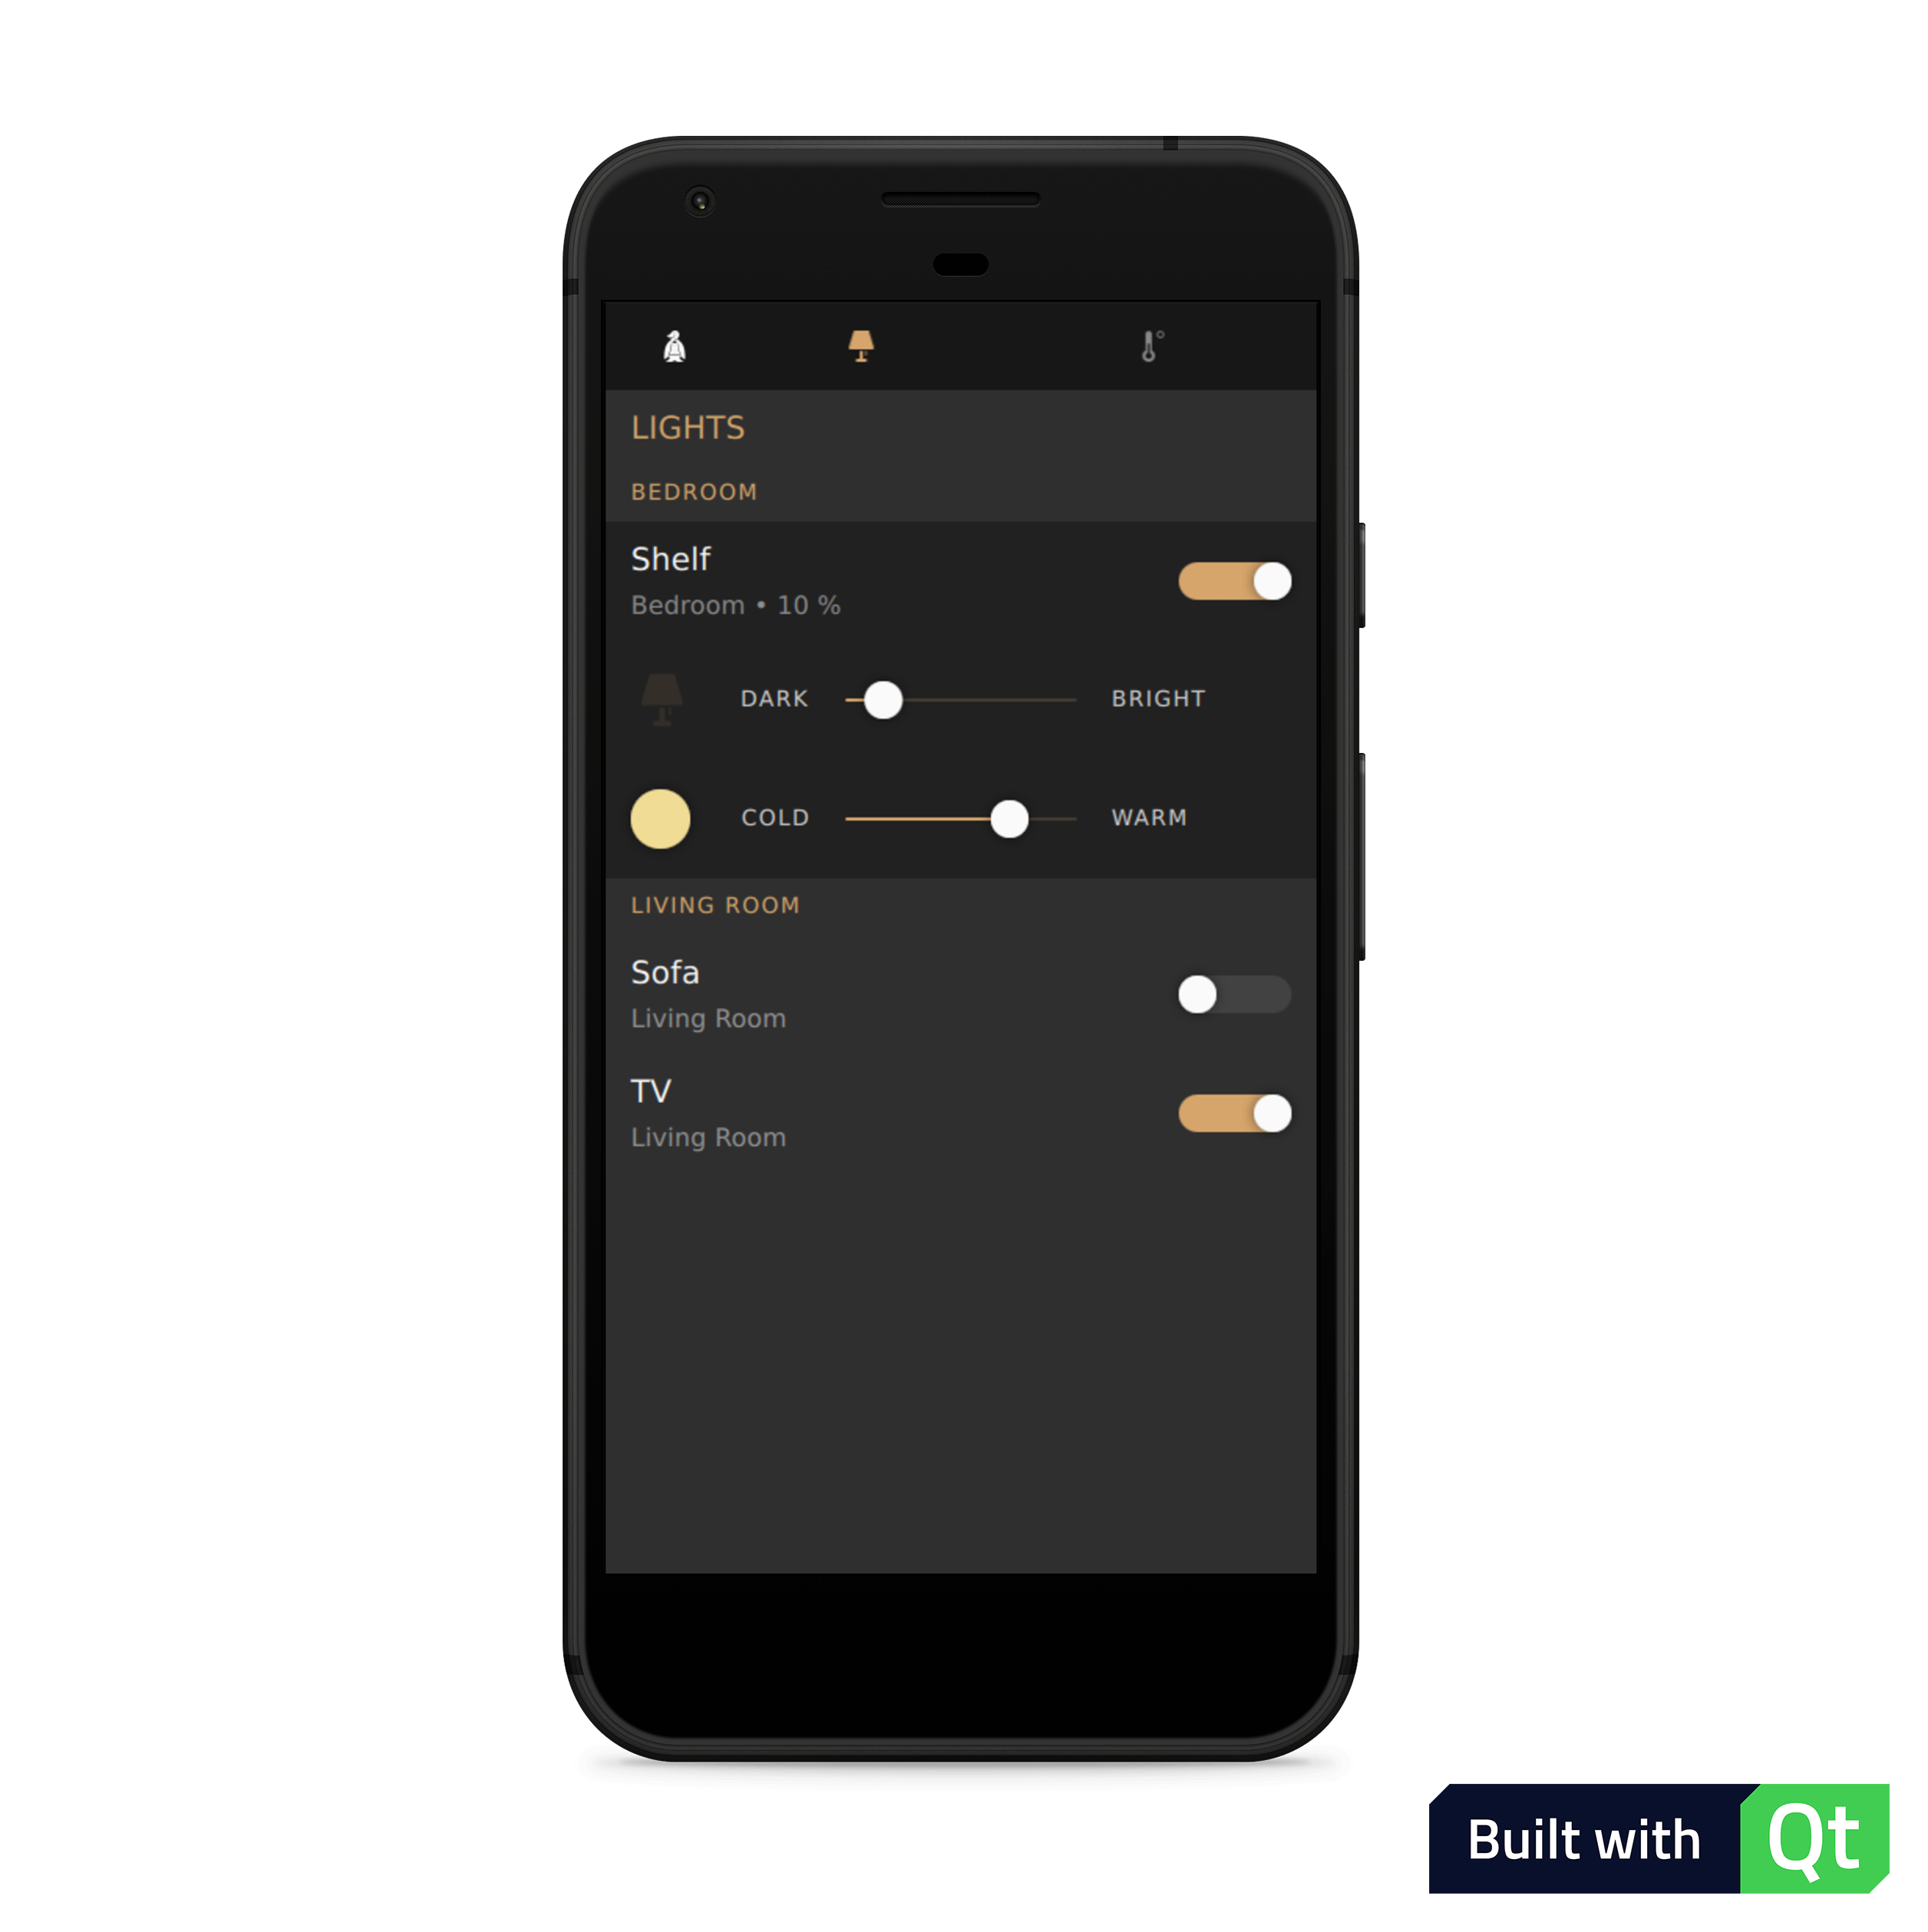 LIGHTS
BEDROOM
Shelf
Bedroom • 10 %
DARK BRIGHT
COLD WARM
LIVING ROOM
Sofa
Living Room
TV
Living Room
Built with Qt